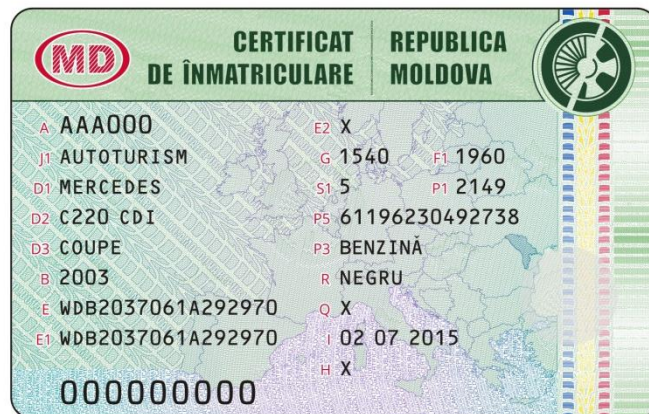 MD
CERTIFICAT DE ÎNMATRICULARE
REPUBLICA MOLDOVA
A AAA000
J1 AUTOTURISM
D1 MERCEDES
D2 C220 CDI
D3 COUPE
B 2003
E WDB2037061A292970
E1 WDB2037061A292970
000000000
E2 X
G 1540 F1 1960
S1 5 P1 2149
P5 61196230492738
P3 BENZINĂ
R NEGRU
Q X
I 02 07 2015
H X